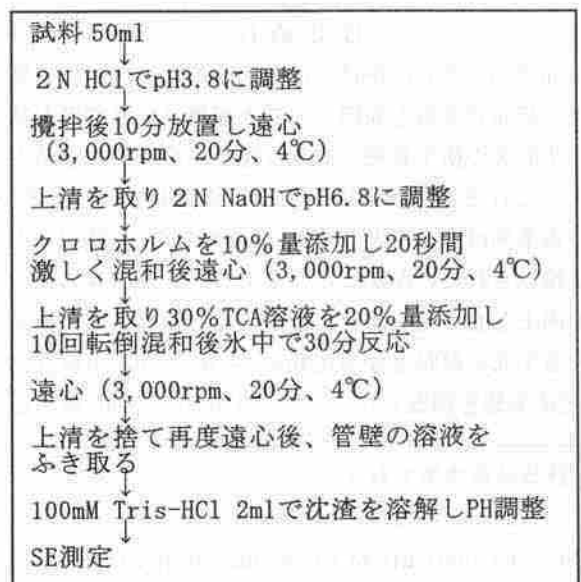 試料 50ml
↓
２N HClでpH3.8に調整
↓
攪拌後10分放置し遠心
(3,000rpm、20分、4℃)
↓
上清を取り２N NaOHでpH6.8に調整
↓
クロロホルムを10%量添加し20秒間
激しく混和後遠心 (3,000rpm、20分、4℃)
↓
上清を取り30%TCA溶液を20%量添加し
10回転倒混和後氷中で30分反応
↓
遠心 (3,000rpm、20分、4℃)
↓
上清を捨て再度遠心後、管壁の溶液を
ふき取る
↓
100mM Tris-HCl 2mlで沈渣を溶解しPH調整
↓
SE測定